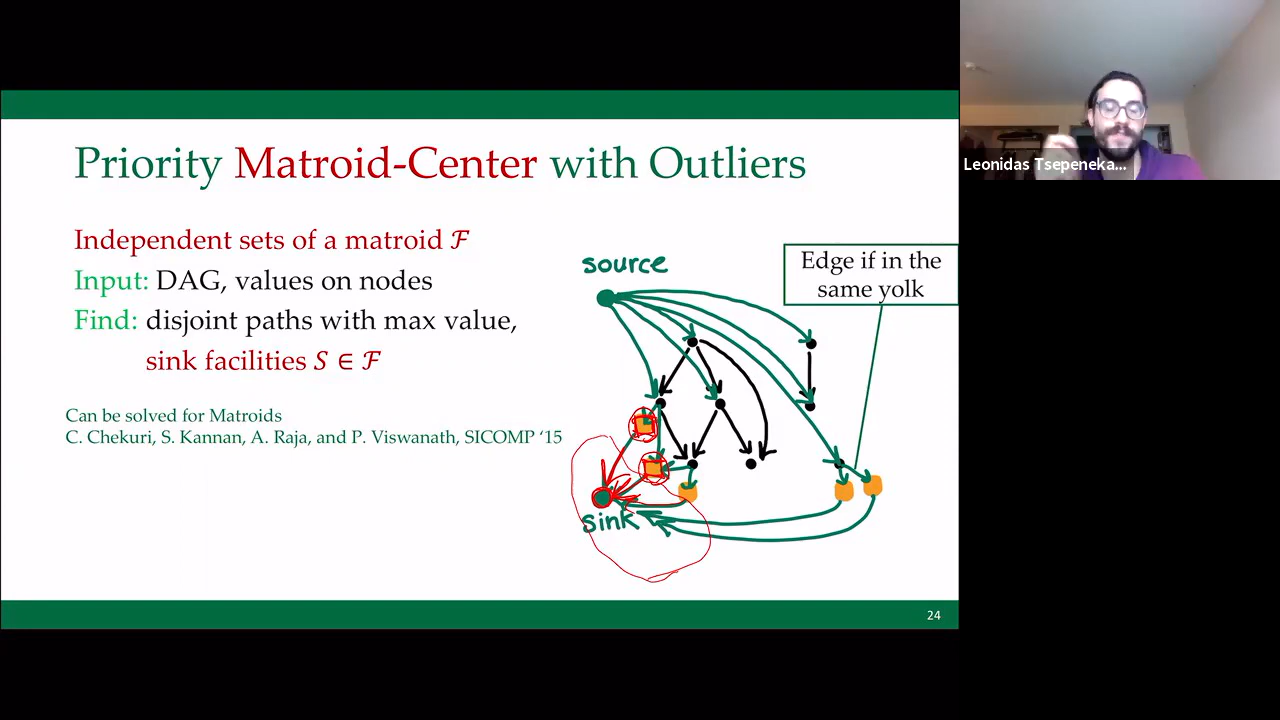 Priority Matroid-Center with Outliers
Leonidas Tsepeneka...
Independent sets of a matroid ℱ
Input: DAG, values on nodes
Find: disjoint paths with max value,
sink facilities S ∈ ℱ
Can be solved for Matroids
C. Chekuri, S. Kannan, A. Raja, and P. Viswanath, SICOMP ‘15
source
Edge if in the
same yolk
sink
24